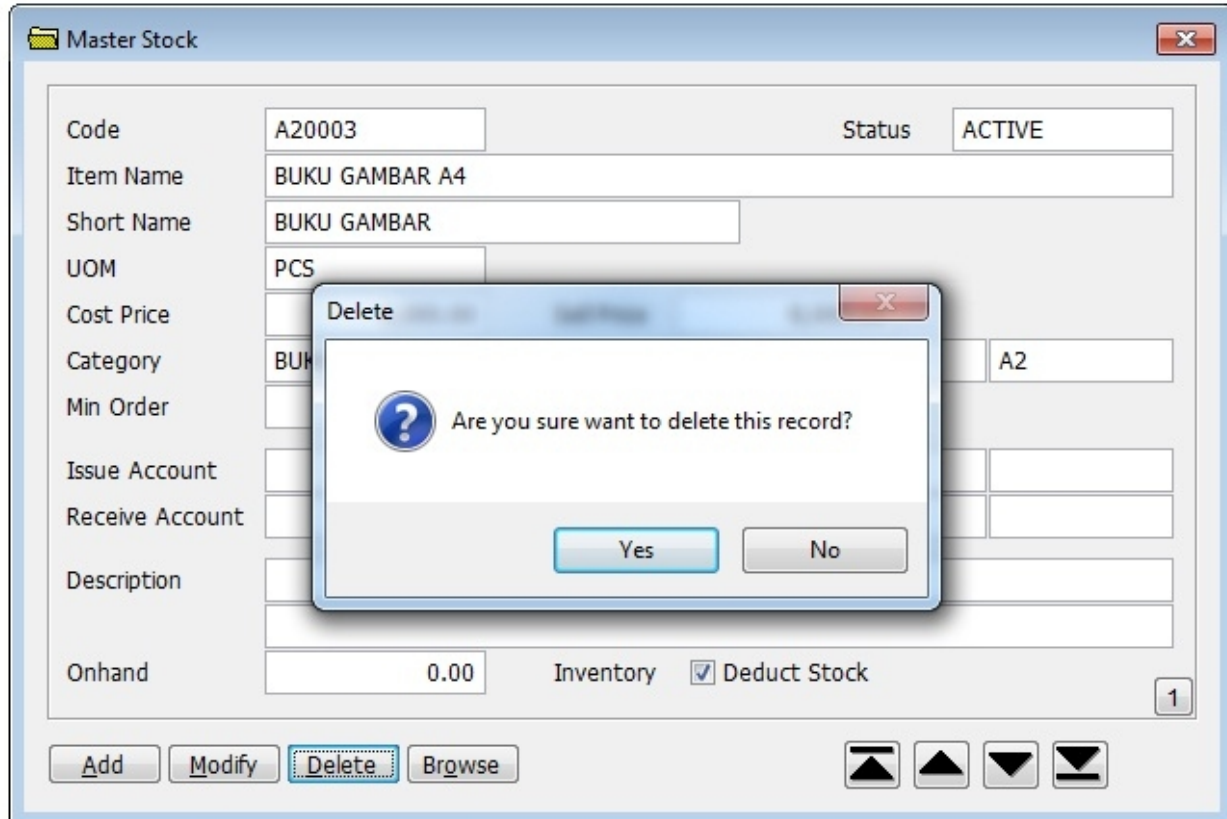 Master Stock
Code A20003 Status ACTIVE
Item Name BUKU GAMBAR A4
Short Name BUKU GAMBAR
UOM PCS
Cost Price
Category A2
Min Order
Delete
Are you sure want to delete this record?
Yes No
Issue Account
Receive Account
Description
Onhand 0.00 Inventory Deduct Stock
1
Add Modify Delete Browse